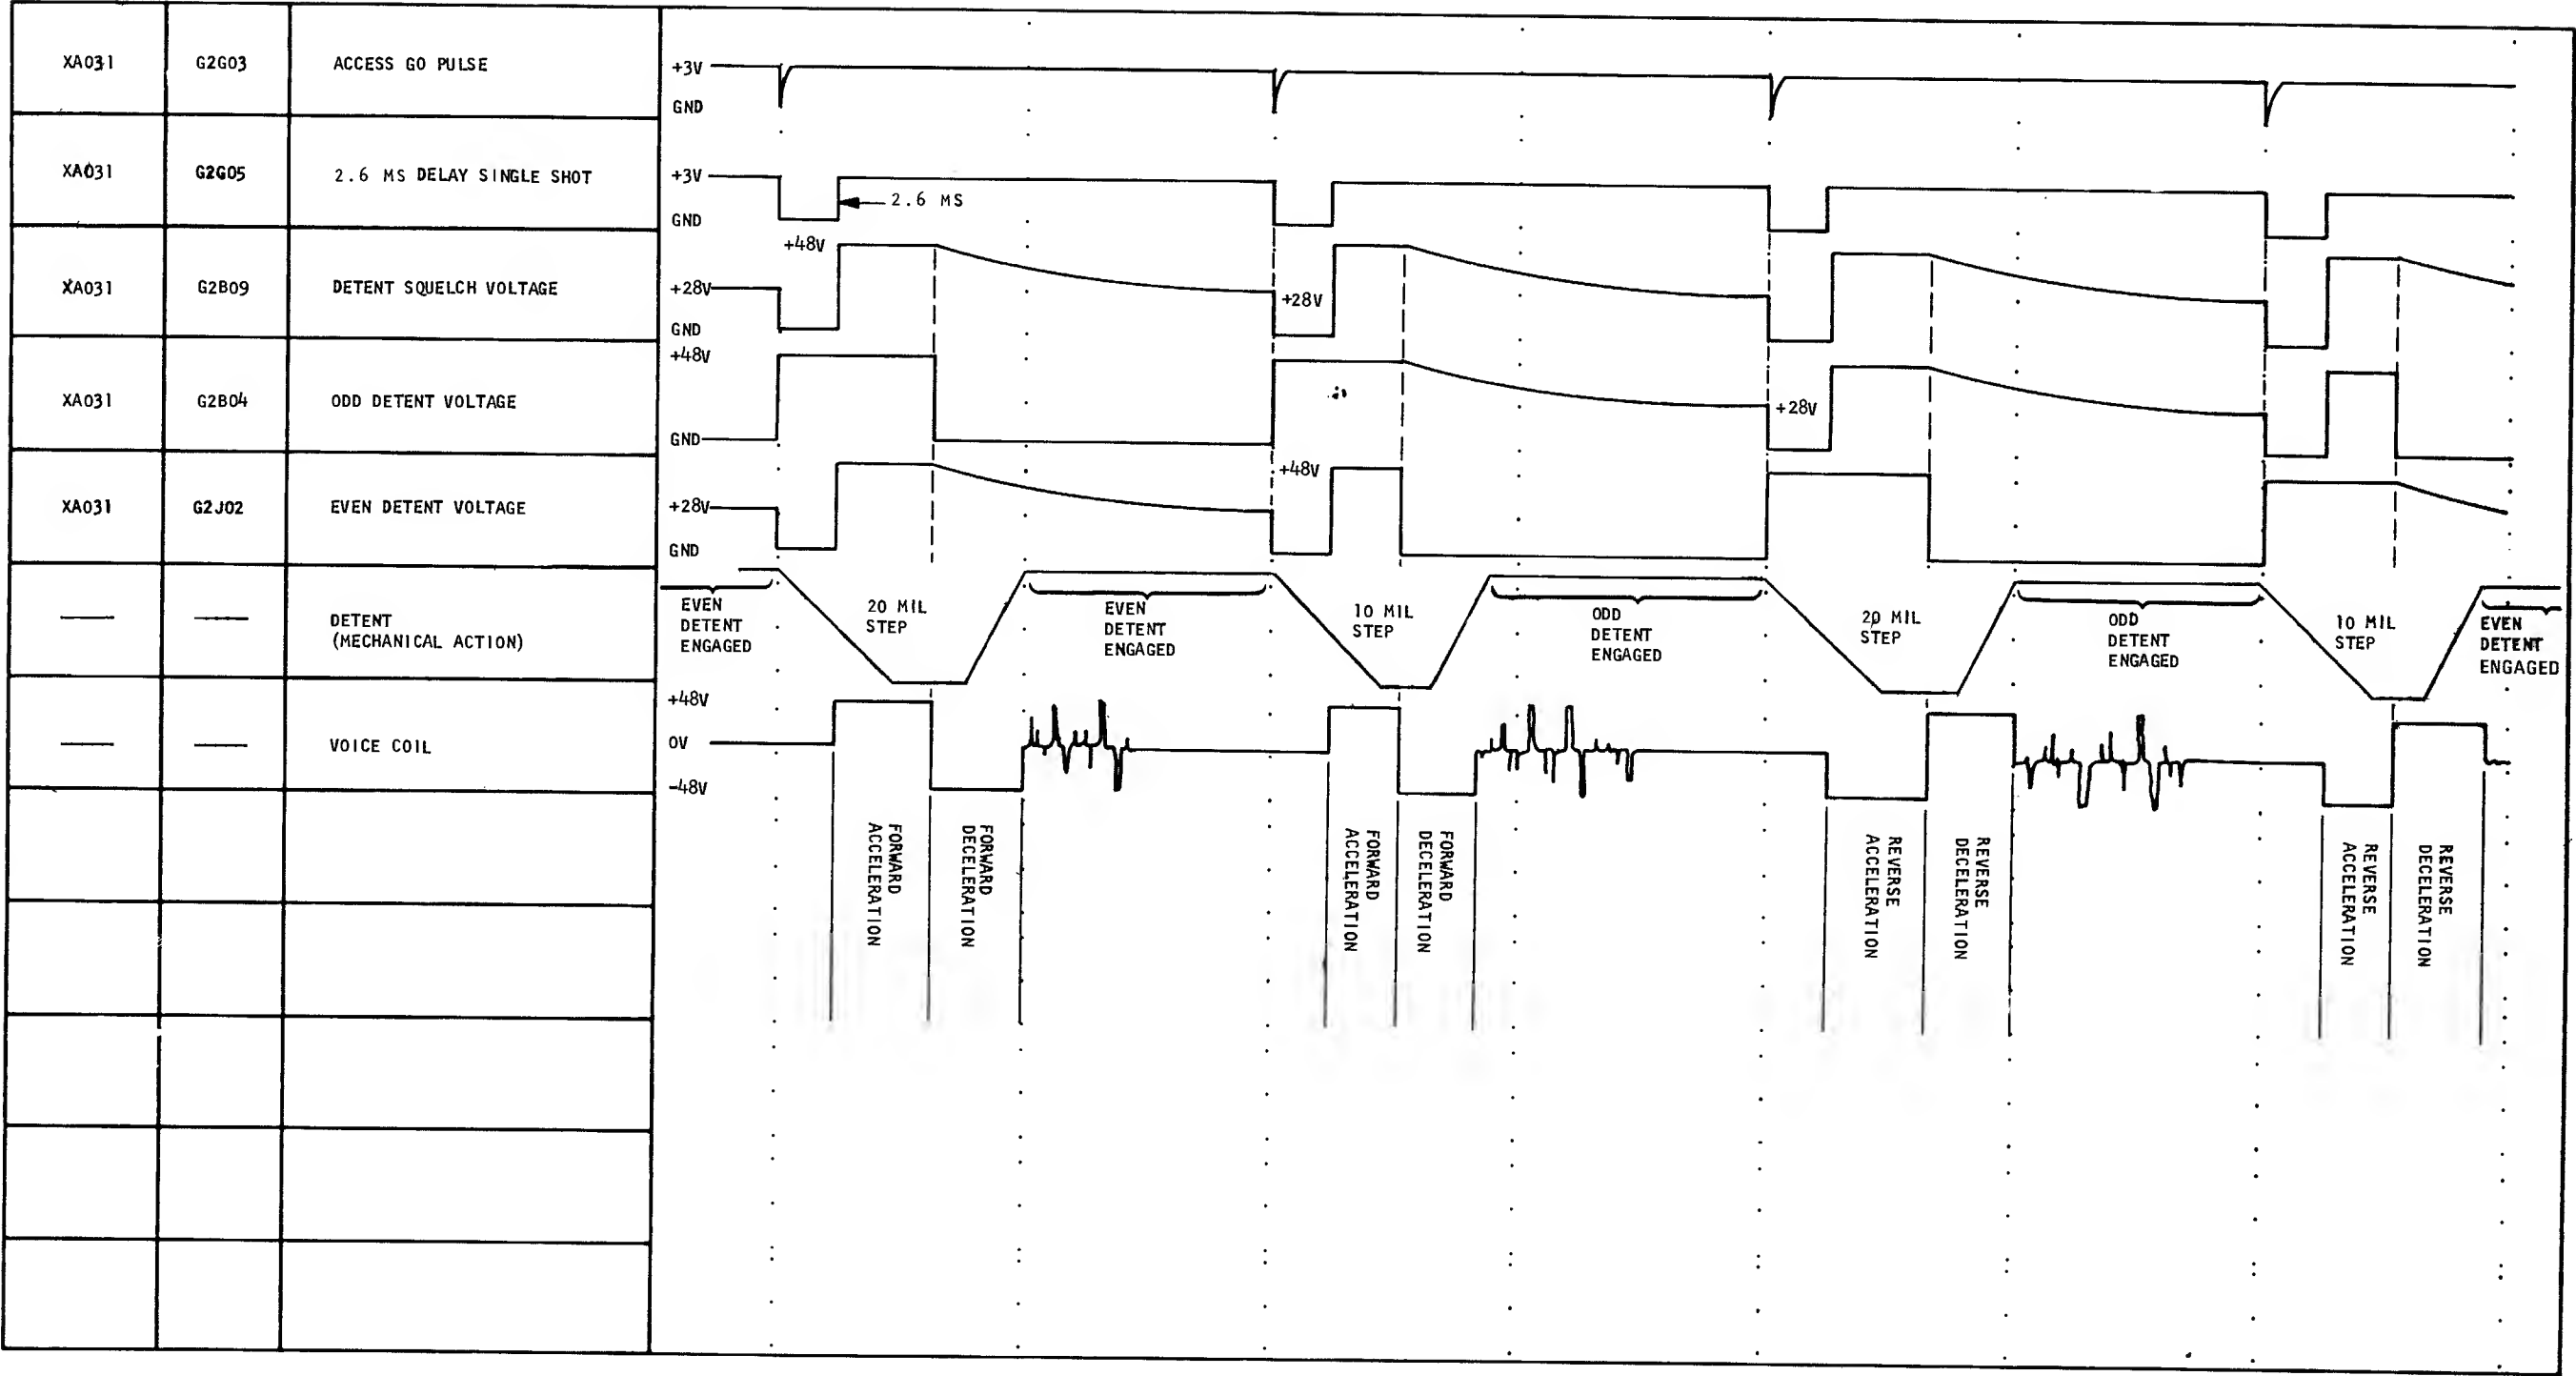 XA031 G2G03 ACCESS GO PULSE
+3V
GND
XA031 G2G05 2.6 MS DELAY SINGLE SHOT
+3V
2.6 MS
GND
+48V
XA031 G2B09 DETENT SQUELCH VOLTAGE
+28V
+28V
GND
+48V
XA031 G2B04 ODD DETENT VOLTAGE
+28V
GND
+48V
XA031 G2J02 EVEN DETENT VOLTAGE
+28V
GND
DETENT
(MECHANICAL ACTION)
EVEN
DETENT
ENGAGED
20 MIL
STEP
EVEN
DETENT
ENGAGED
10 MIL
STEP
ODD
DETENT
ENGAGED
20 MIL
STEP
ODD
DETENT
ENGAGED
10 MIL
STEP
EVEN
DETENT
ENGAGED
VOICE COIL
+48V
0V
-48V
FORWARD
ACCELERATION
FORWARD
DECELERATION
FORWARD
ACCELERATION
FORWARD
DECELERATION
REVERSE
ACCELERATION
REVERSE
DECELERATION
REVERSE
ACCELERATION
REVERSE
DECELERATION